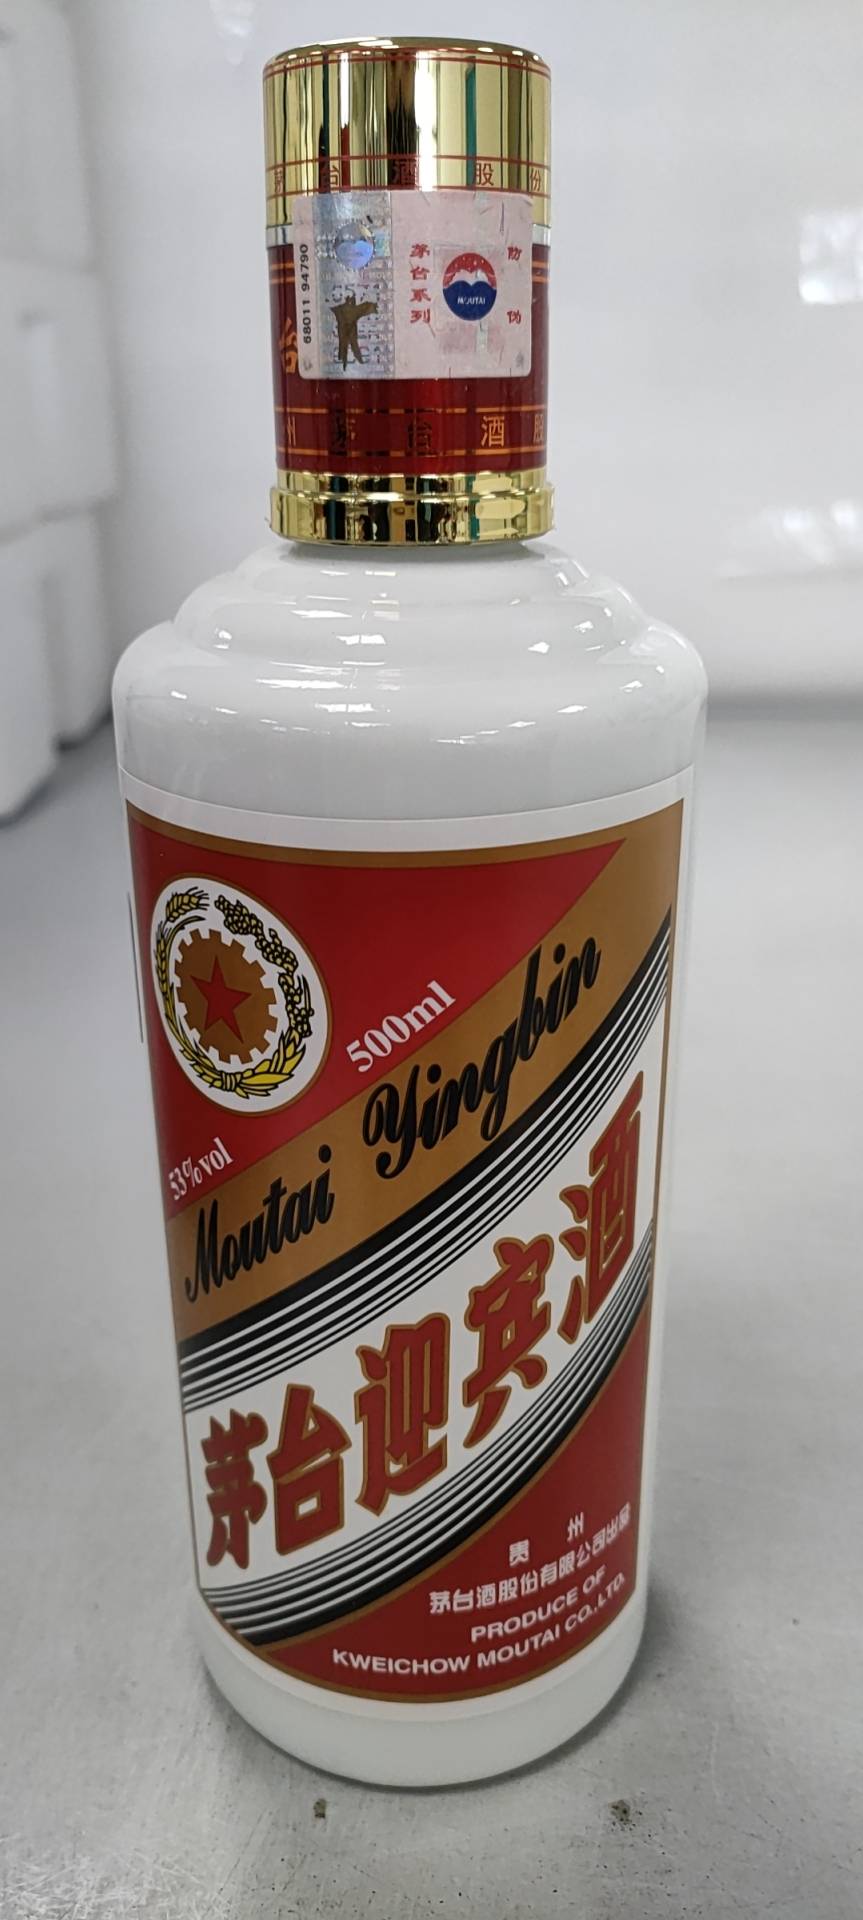 台 酒 股 份
68011 94790
茅台系列
防伪
MOUTAI
台
州 茅 台 酒 股
500ml
53%vol
Moutai Yingbin
茅台迎宾酒
贵州
茅台酒股份有限公司出品
PRODUCE OF
KWEICHOW MOUTAI CO.,LTD.